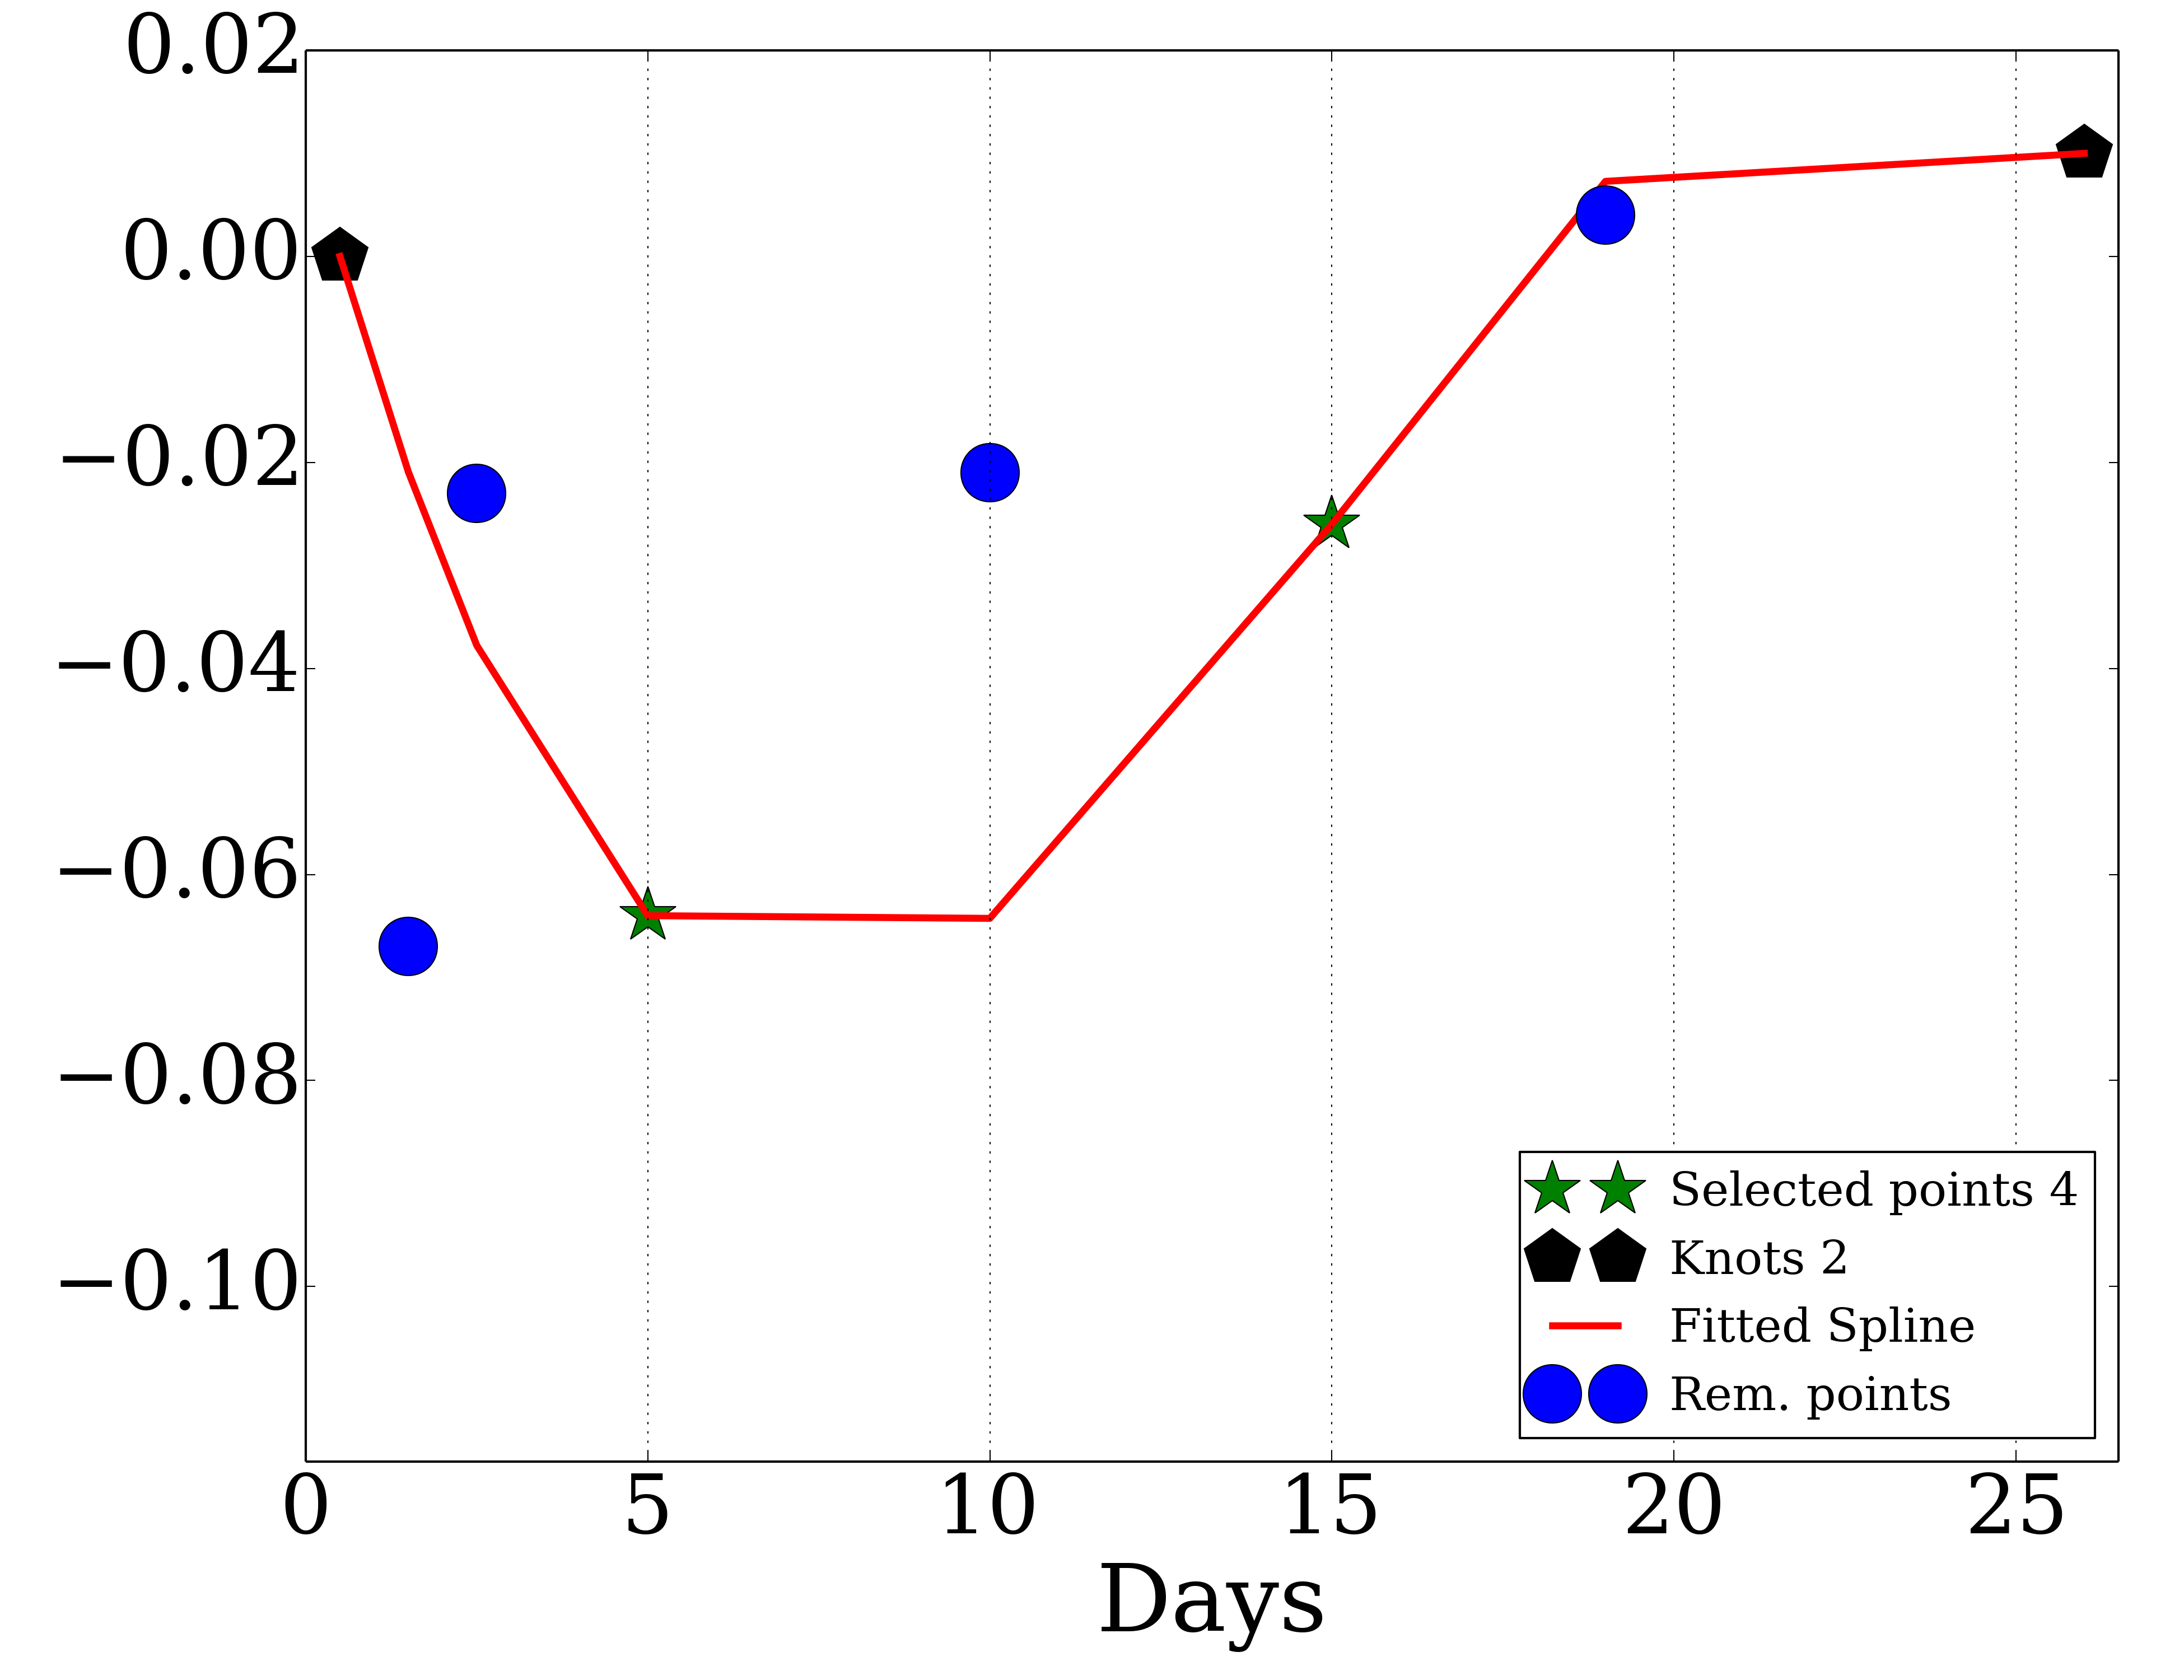 0.02
0.00
−0.02
−0.04
−0.06
−0.08
−0.10
Selected points 4
Knots 2
Fitted Spline
Rem. points
0 5 10 15 20 25
Days